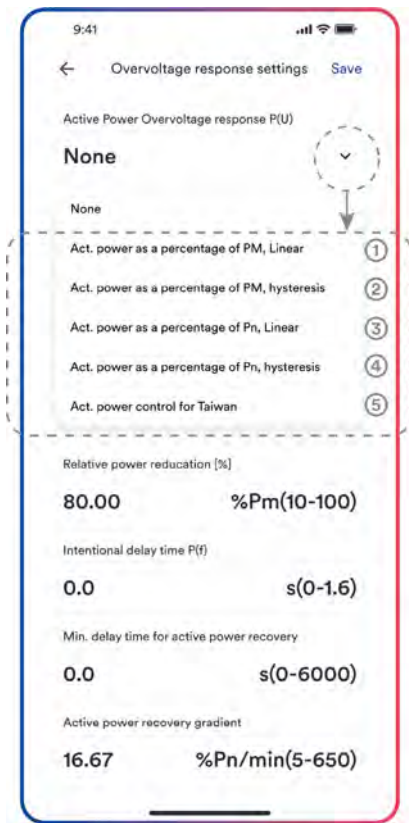 9:41
Overvoltage response settings Save
Active Power Overvoltage response P(U)
None
None
Act. power as a percentage of PM, Linear ①
Act. power as a percentage of PM, hysteresis ②
Act. power as a percentage of Pn, Linear ③
Act. power as a percentage of Pn, hysteresis ④
Act. power control for Taiwan ⑤
Relative power reducation [%]
80.00 %Pm(10-100)
Intentional delay time P(f)
0.0 s(0-1.6)
Min. delay time for active power recovery
0.0 s(0-6000)
Active power recovery gradient
16.67 %Pn/min(5-650)